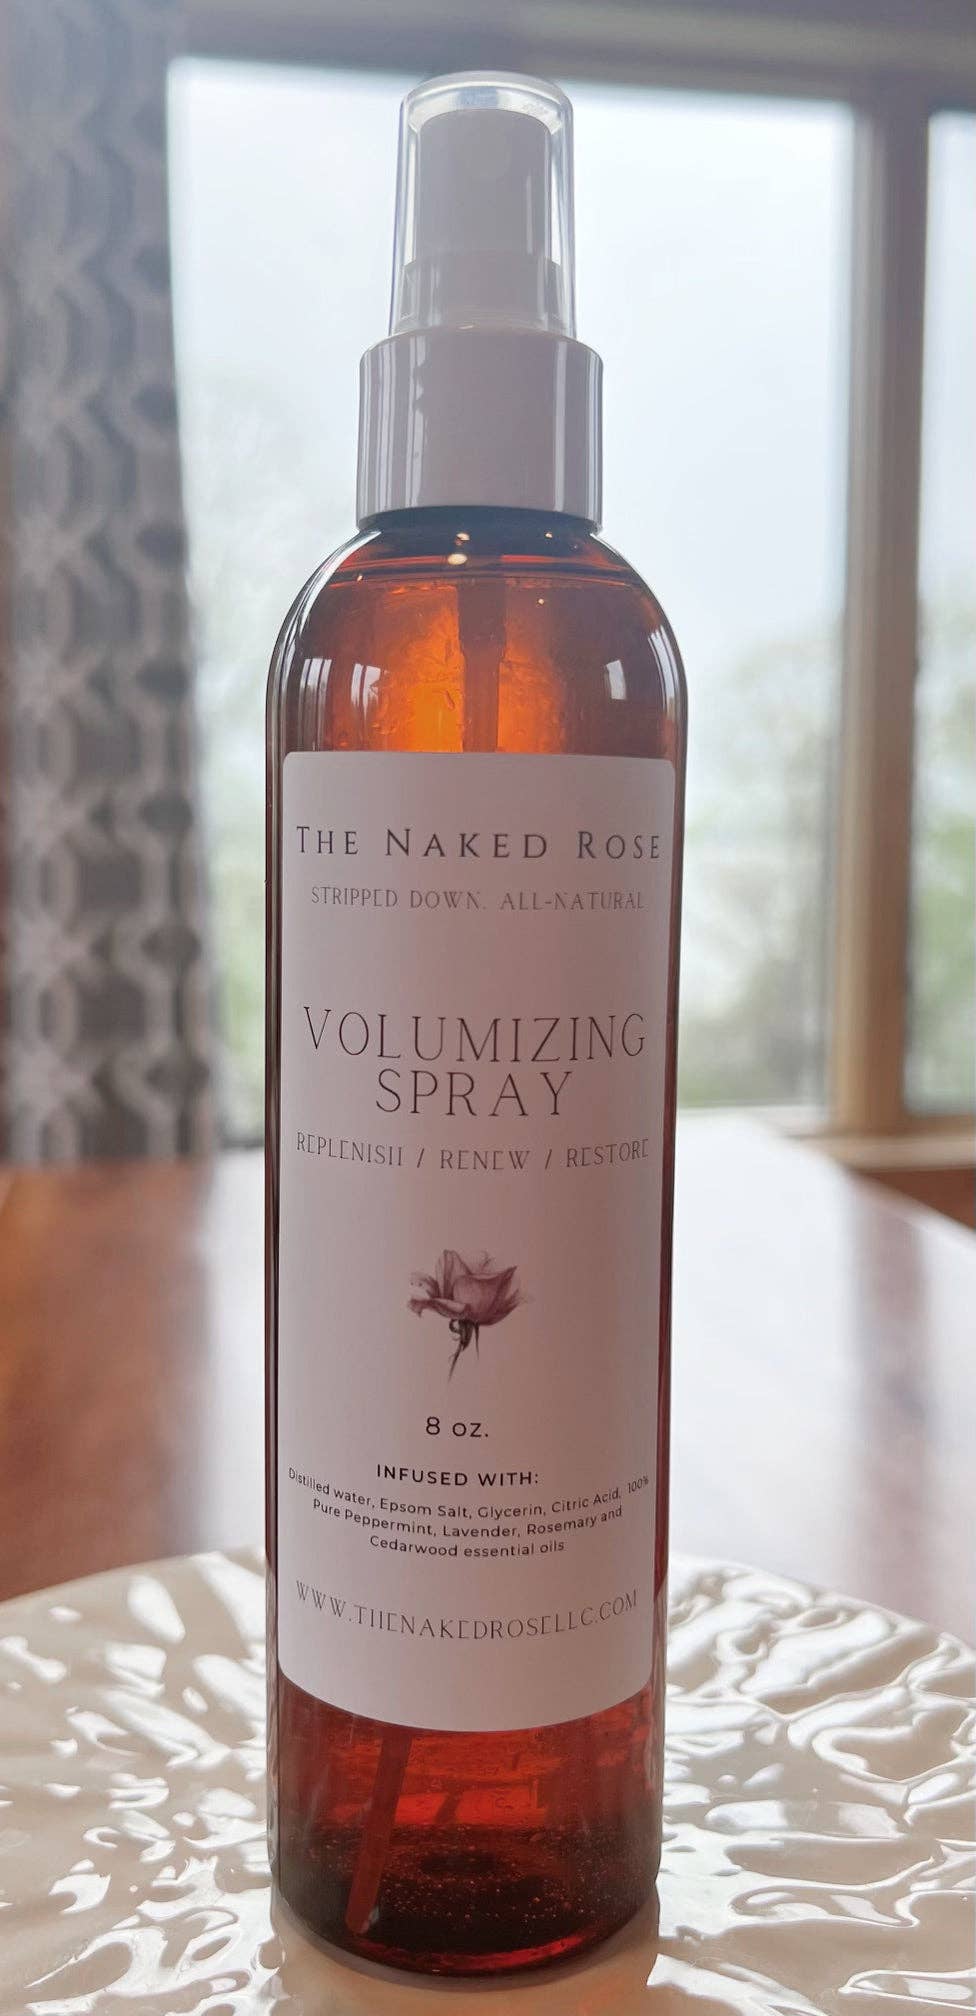 THE NAKED ROSE
STRIPPED DOWN. ALL-NATURAL
VOLUMIZING
SPRAY
REPLENISH / RENEW / RESTORE
8 oz.
INFUSED WITH:
Distilled water, Epsom Salt, Glycerin, Citric Acid, 100%
Pure Peppermint, Lavender, Rosemary and
Cedarwood essential oils
WWW.THENAKEDROSELLC.COM